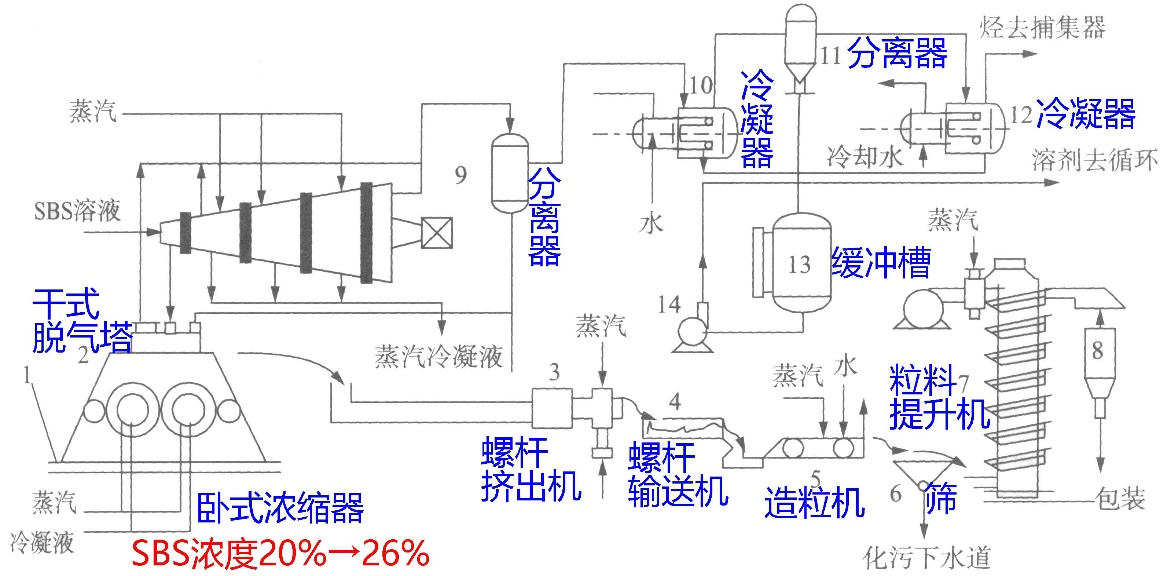 烃去捕集器
11 分离器
10
冷凝器
12 冷凝器
蒸汽
冷却水
溶剂去循环
9
分离器
SBS溶液
水
蒸汽
13
缓冲槽
干式
脱气塔
2
14
蒸汽冷凝液
蒸汽
8
1
3
蒸汽 水
粒料
提升机
7
4
螺杆
挤出机
螺杆
输送机
5
造粒机
6 筛
包装
蒸汽
卧式浓缩器
冷凝液
SBS浓度20%→26%
化污下水道